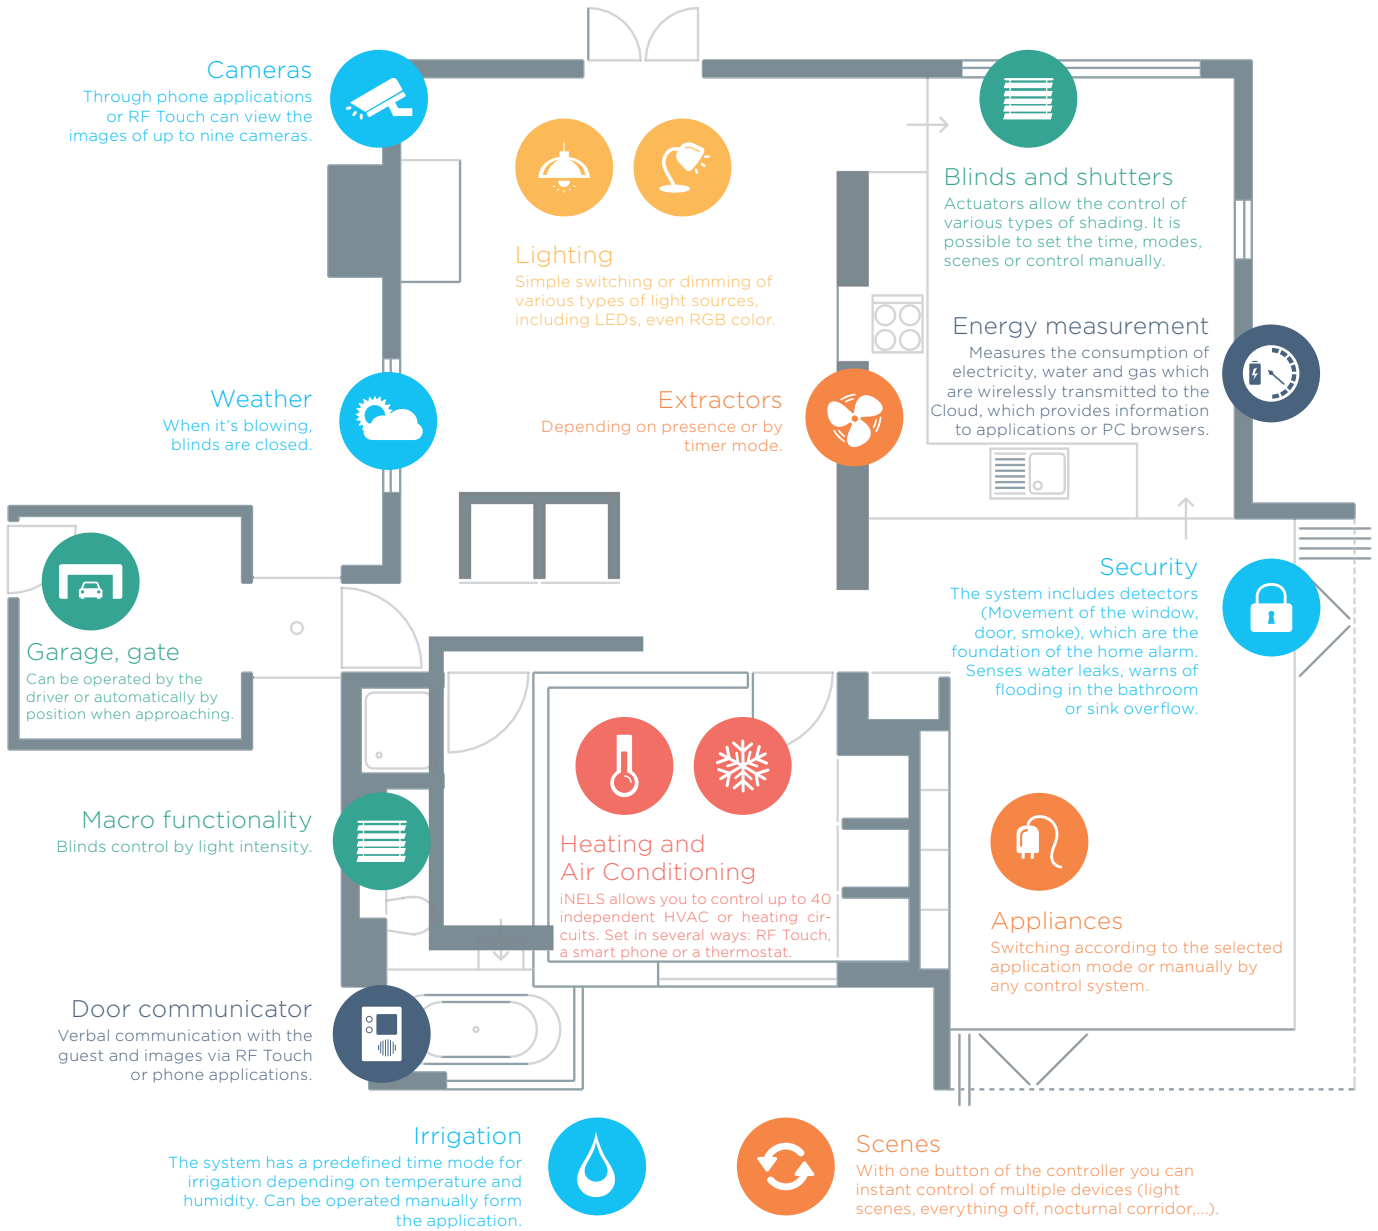 Cameras
Through phone applications
or RF Touch can view the
images of up to nine cameras.
Lighting
Simple switching or dimming of
various types of light sources,
including LEDs, even RGB color.
Blinds and shutters
Actuators allow the control of
various types of shading. It is
possible to set the time, modes,
scenes or control manually.
Energy measurement
Measures the consumption of
electricity, water and gas which
are wirelessly transmitted to the
Cloud, which provides information
to applications or PC browsers.
Weather
When it's blowing,
blinds are closed.
Extractors
Depending on presence or by
timer mode.
Garage, gate
Can be operated by the
driver or automatically by
position when approaching.
Security
The system includes detectors
(Movement of the window,
door, smoke), which are the
foundation of the home alarm.
Senses water leaks, warns of
flooding in the bathroom
or sink overflow.
Macro functionality
Blinds control by light intensity.
Heating and
Air Conditioning
iNELS allows you to control up to 40
independent HVAC or heating cir-
cuits. Set in several ways: RF Touch,
a smart phone or a thermostat.
Appliances
Switching according to the selected
application mode or manually by
any control system.
Door communicator
Verbal communication with the
guest and images via RF Touch
or phone applications.
Irrigation
The system has a predefined time mode for
irrigation depending on temperature and
humidity. Can be operated manually form
the application.
Scenes
With one button of the controller you can
instant control of multiple devices (light
scenes, everything off, nocturnal corridor,...).